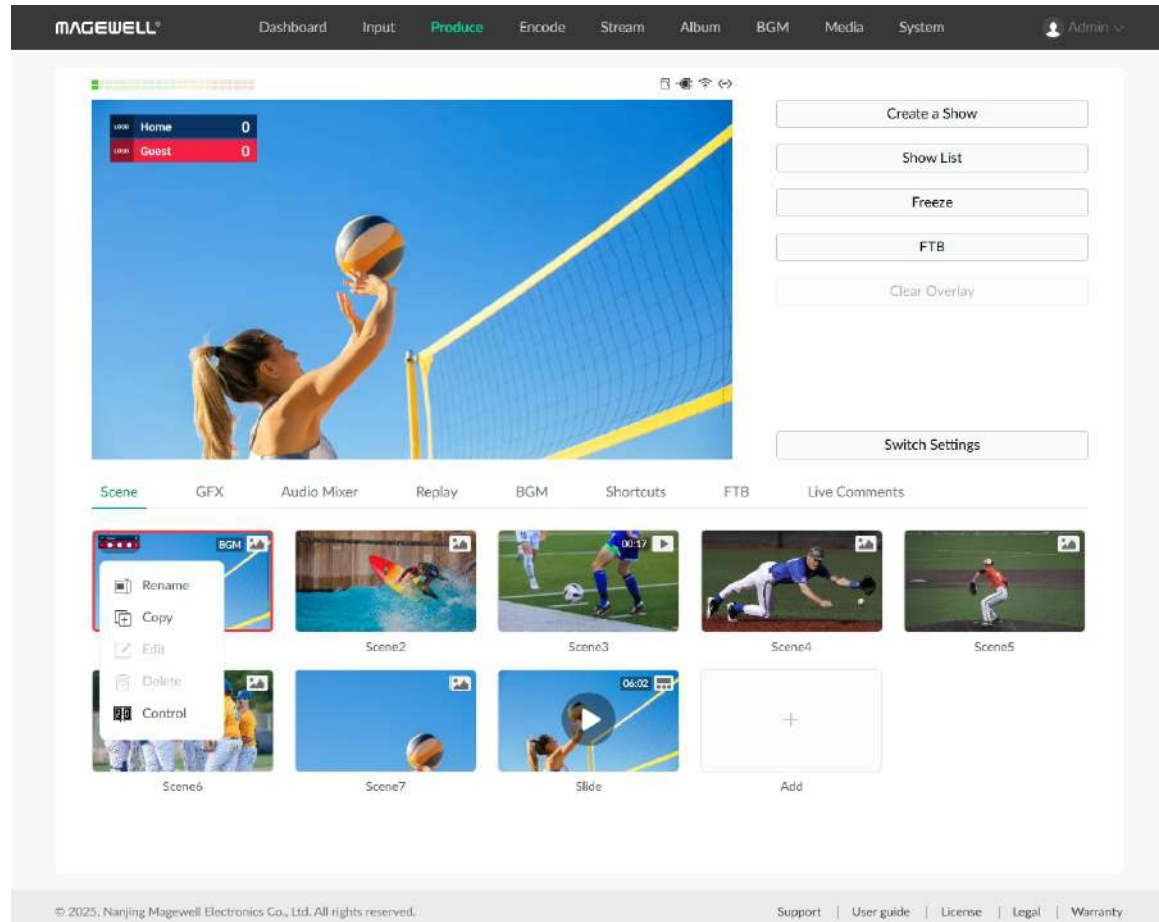 MAGEWELL®
Dashboard Input Produce Encode Stream Album BGM Media System Admin
LOGO Home 0
LOGO Guest 0
Create a Show
Show List
Freeze
FTB
Clear Overlay
Switch Settings
Scene GFX Audio Mixer Replay BGM Shortcuts FTB Live Comments
BGM
00:17
Rename
Copy
Edit
Delete
Control
Scene2 Scene3 Scene4 Scene5
06:02
Scene6 Scene7 Slide Add
© 2025, Nanjing Magewell Electronics Co., Ltd. All rights reserved.
Support | User guide | License | Legal | Warranty